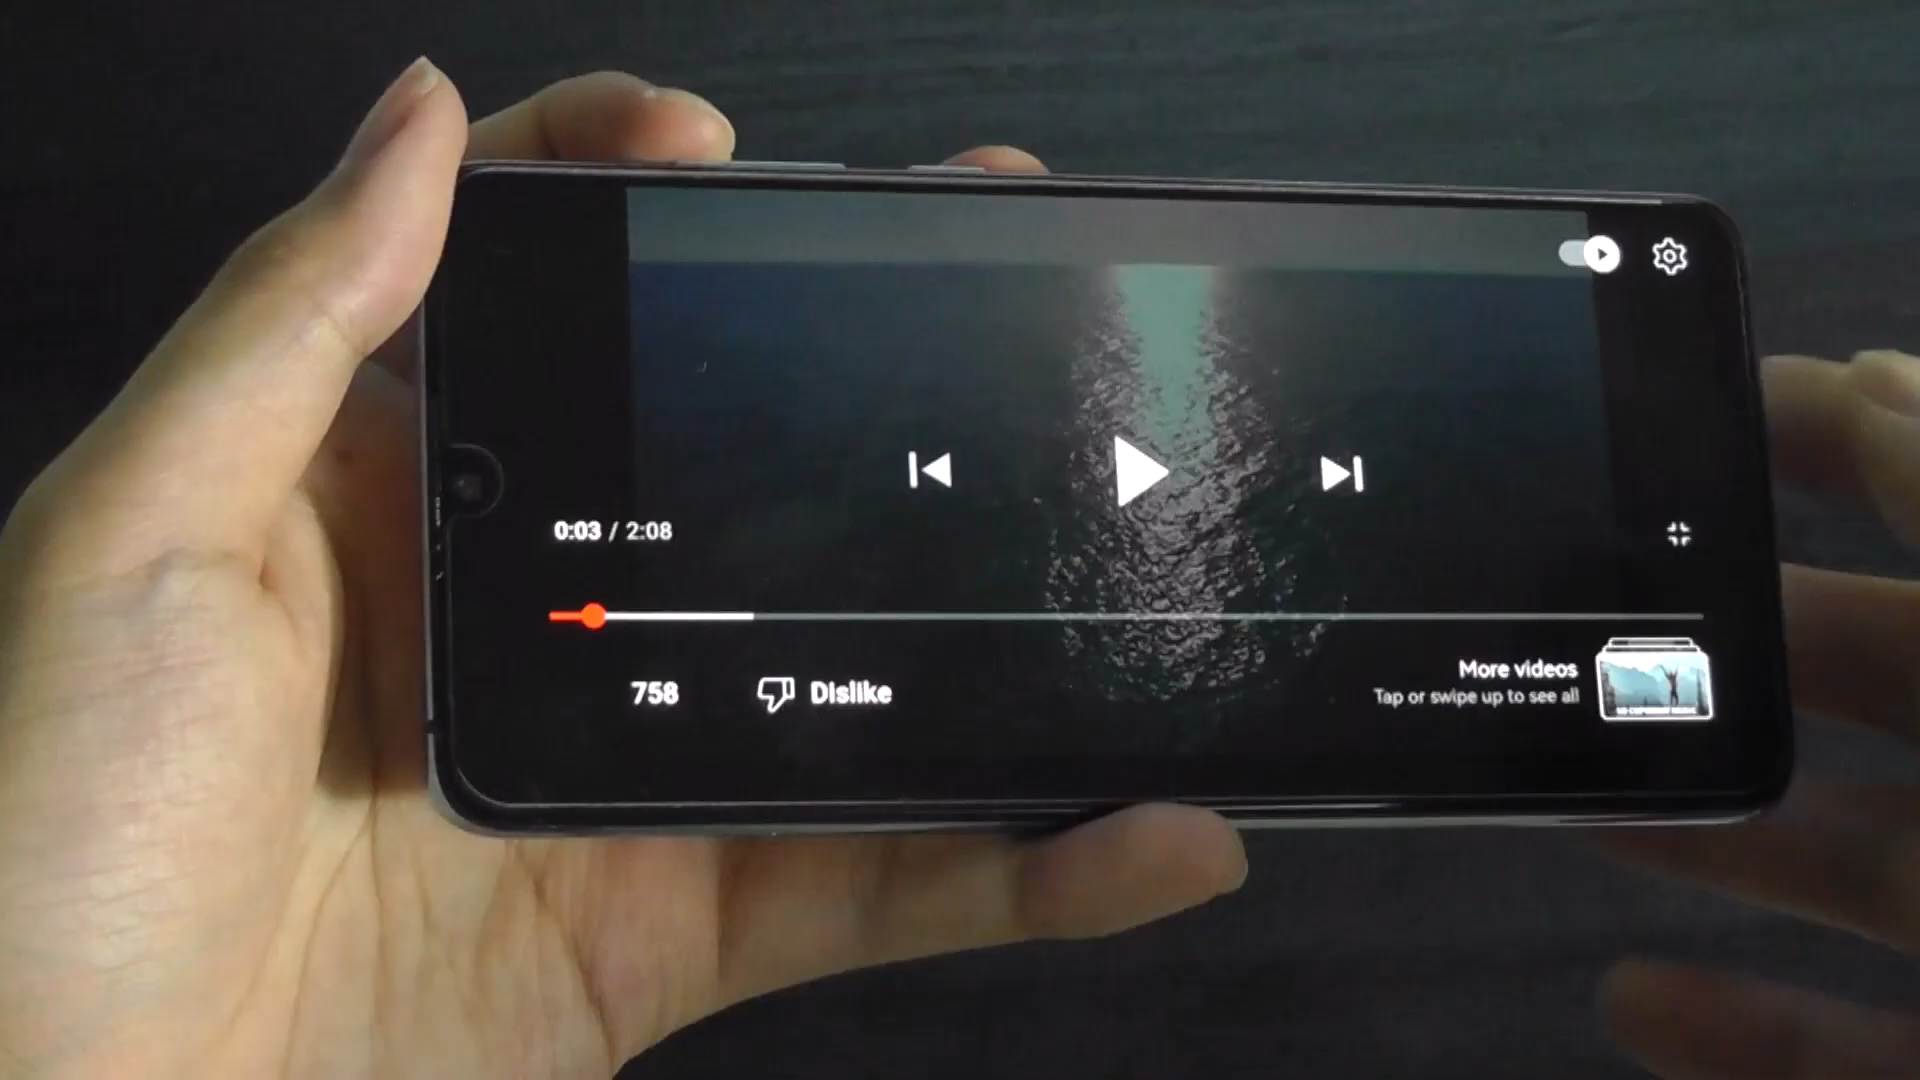 0:03 / 2:08
758
Dislike
More videos
Tap or swipe up to see all